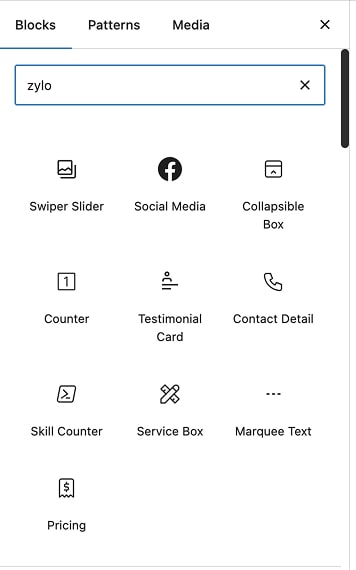 Blocks Patterns Media
zylo
Swiper Slider Social Media Collapsible
Box
1
Counter Testimonial Contact Detail
Card
Skill Counter Service Box Marquee Text
$
Pricing